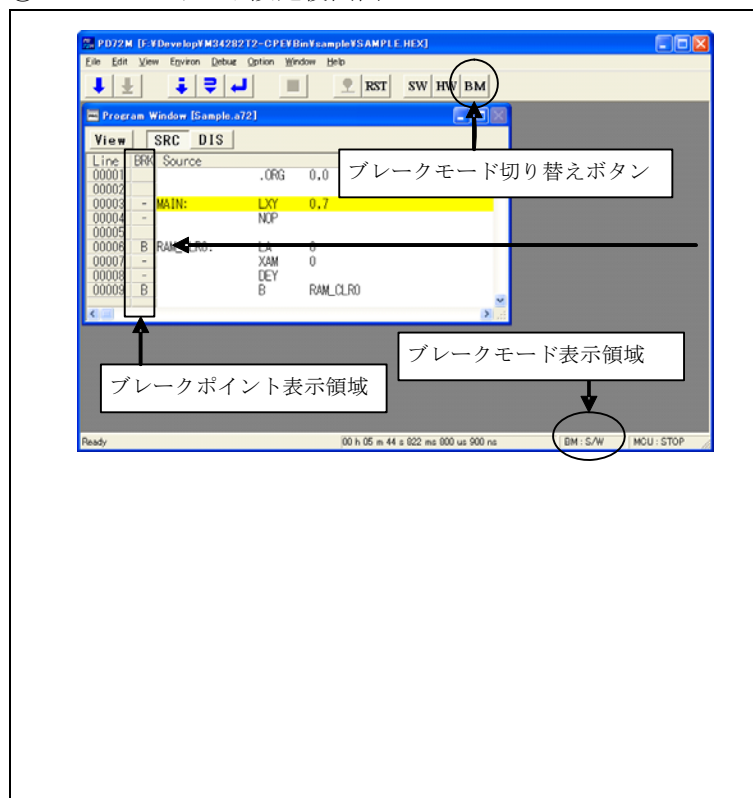 PD72M [F:¥Develop¥M34282T2-CPE¥Bin¥sample¥SAMPLE.HEX]
File Edit View Environ Debug Option Window Help
RST SW HW BM
Program Window [Sample.a72]
View SRC DIS
ブレークモード切り替えボタン
Line BRK Source
00001 .ORG 0,0
00002
00003 - MAIN: LXY 0,7
00004 - NOP
00005
00006 B RAM_CLR0: LA 0
00007 - XAM 0
00008 - DEY
00009 B B RAM_CLR0
ブレークモード表示領域
ブレークポイント表示領域
Ready 00 h 05 m 44 s 822 ms 800 us 900 ns BM : S/W MCU : STOP